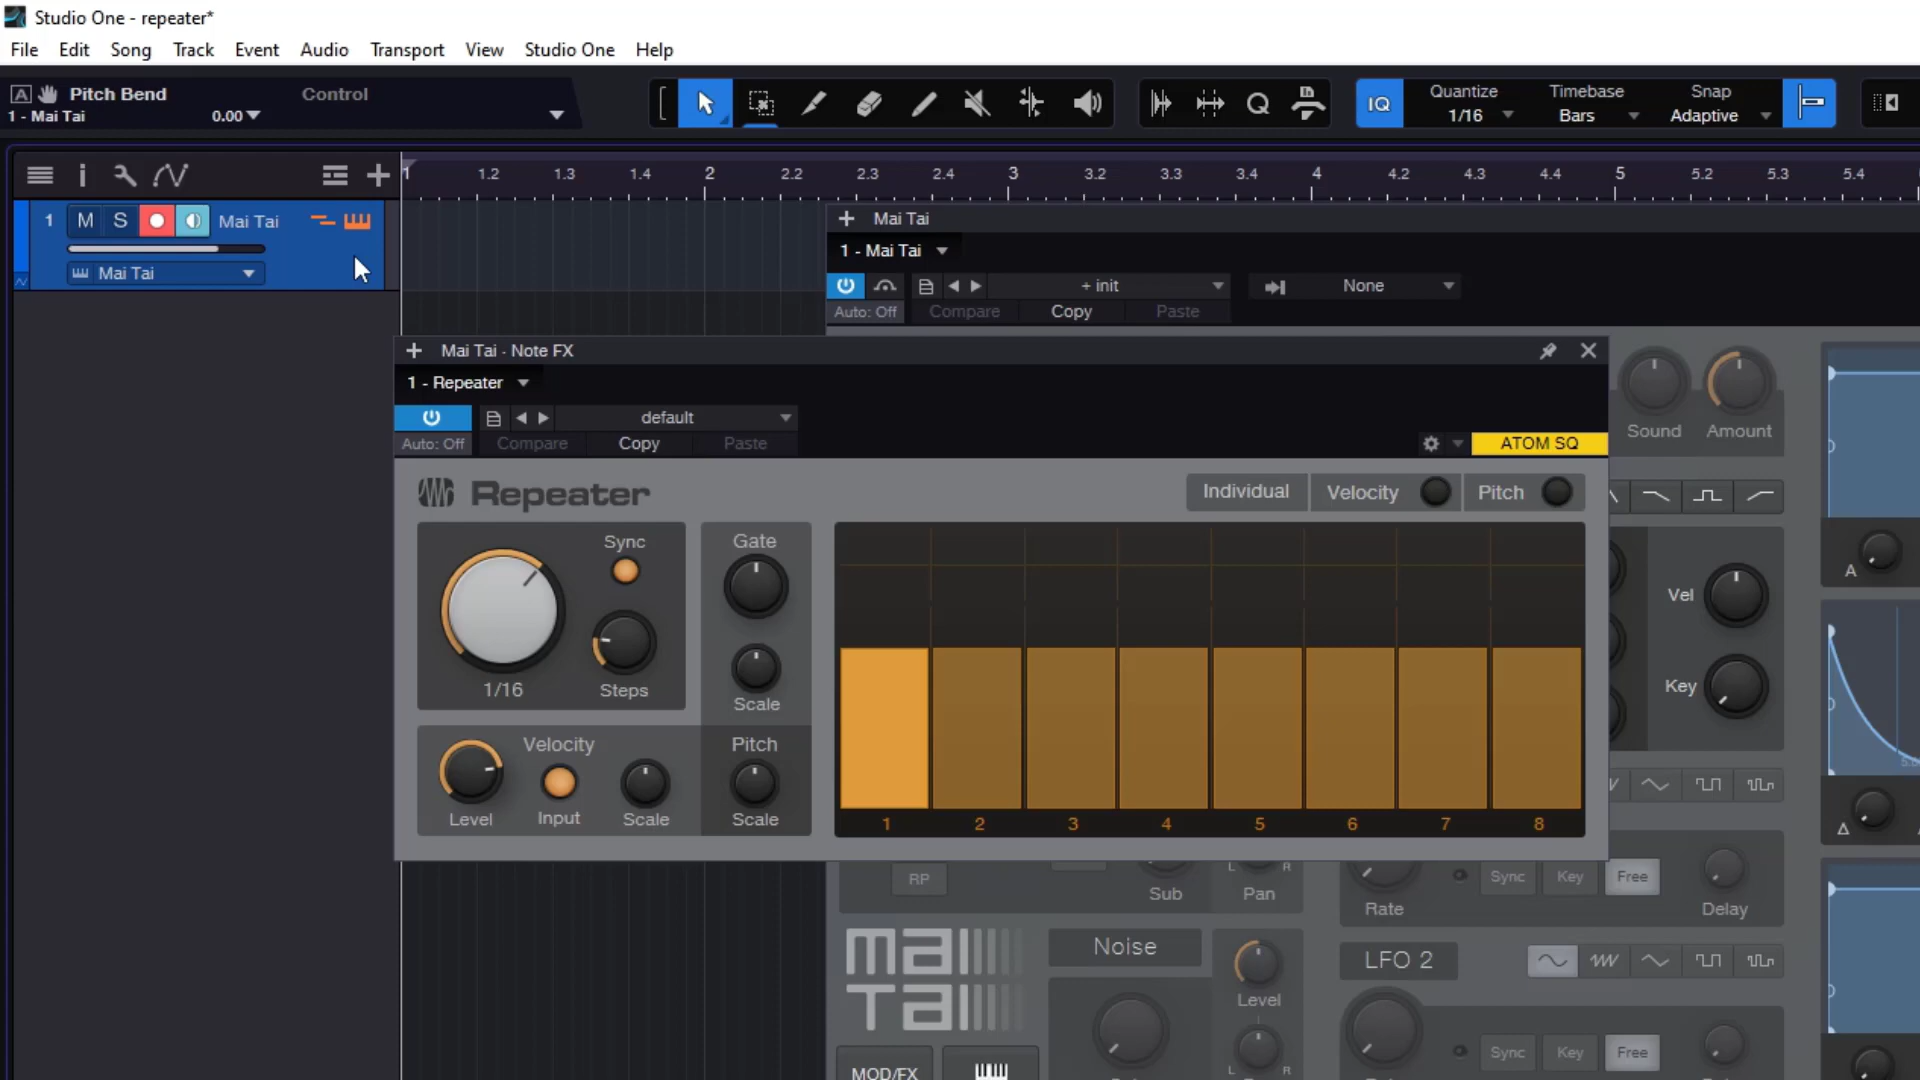 Studio One - repeater*
File Edit Song Track Event Audio Transport View Studio One Help
A Pitch Bend Control
1 - Mai Tai 0.00
IQ Quantize Timebase Snap
1/16 Bars Adaptive
1 1.2 1.3 1.4 2 2.2 2.3 2.4 3 3.2 3.3 3.4 4 4.2 4.3 4.4 5 5.2 5.3 5.4
1 M S Mai Tai
Mai Tai
Mai Tai
1 - Mai Tai
+ init None
Auto: Off Compare Copy Paste
Mai Tai - Note FX
1 - Repeater
default
Auto: Off Compare Copy Paste ATOM SQ
Repeater
Individual Velocity Pitch
Sync
1/16
Steps
Gate
Scale
Velocity
Level Input Scale
Pitch
Scale
1 2 3 4 5 6 7 8
Sound Amount
A
Vel
Key
RP Sub L R Pan
Rate Sync Key Free Delay
mai
Tai
Noise
Level
L R
LFO 2
Sync Key Free
MOD/FX